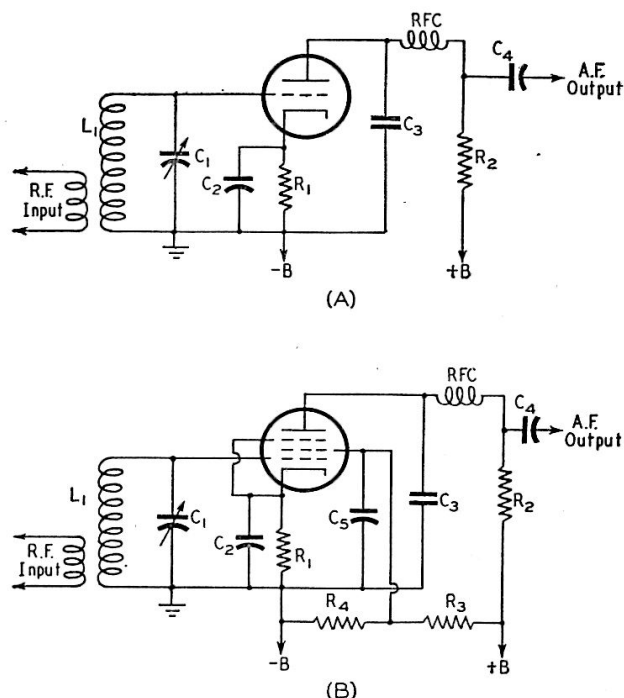 RFC
C4
A.F.
Output
L1
C1
C3
R.F.
Input
C2
R1
R2
-B
+B
(A)
RFC
C4
A.F.
Output
L1
C1
C2
R1
C5
C3
R2
R.F.
Input
R4
R3
-B
+B
(B)